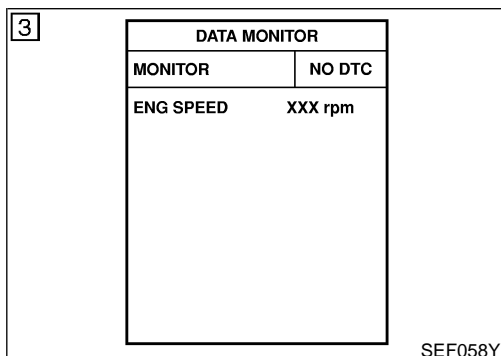 3
DATA MONITOR
MONITOR NO DTC
ENG SPEED XXX rpm
SEF058Y